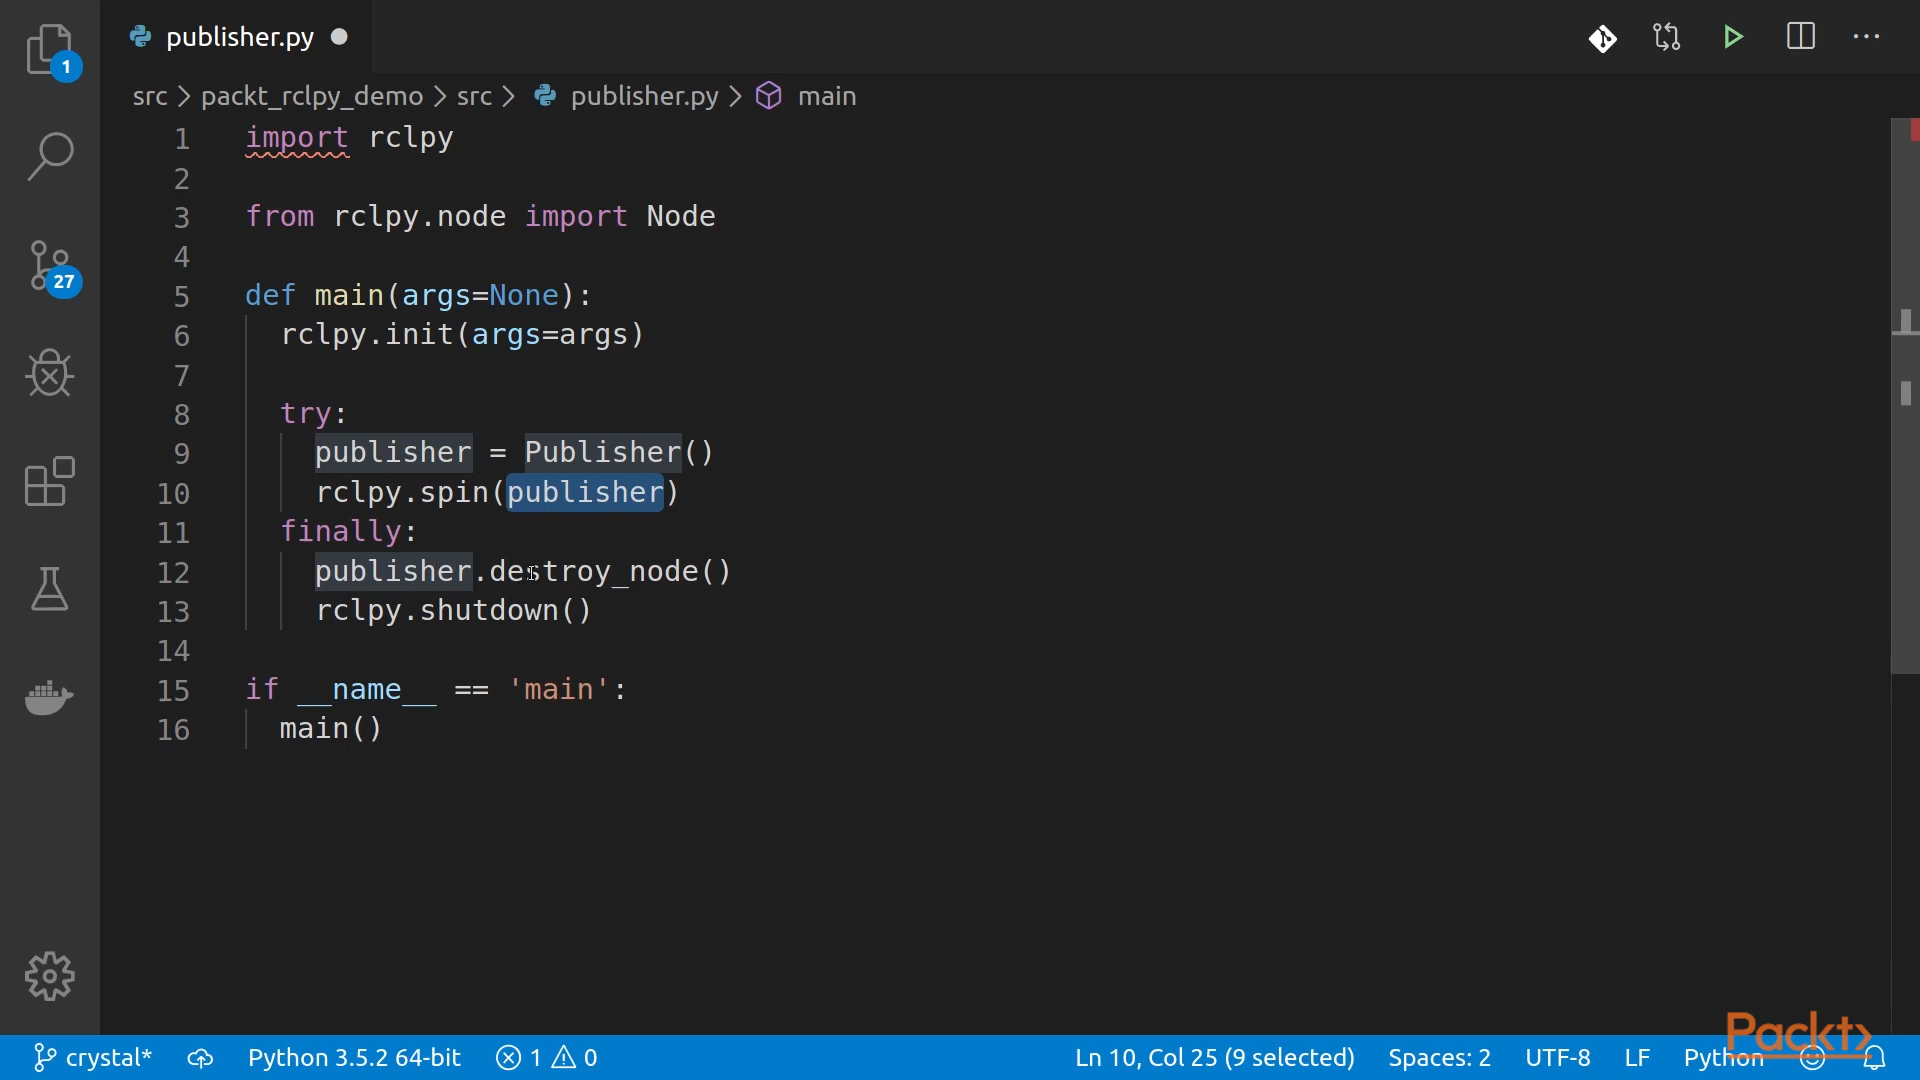 publisher.py
1
src > packt_rclpy_demo > src > publisher.py > main
1 import rclpy
2
3 from rclpy.node import Node
4
5 def main(args=None):
6 rclpy.init(args=args)
7
8 try:
9 publisher = Publisher()
10 rclpy.spin(publisher)
11 finally:
12 publisher.destroy_node()
13 rclpy.shutdown()
14
15 if __name__ == 'main':
16 main()
27
Packt>
crystal* Python 3.5.2 64-bit 1 0 Ln 10, Col 25 (9 selected) Spaces: 2 UTF-8 LF Python